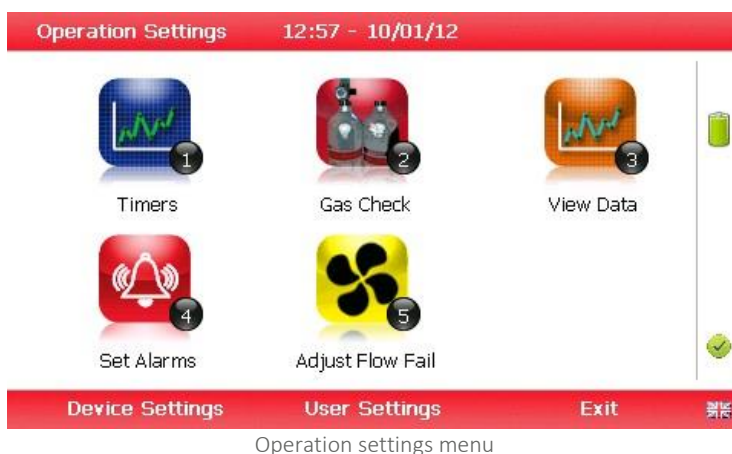 Operation Settings 12:57 - 10/01/12
1 2 3
Timers Gas Check View Data
4 5
Set Alarms Adjust Flow Fail
Device Settings User Settings Exit
Operation settings menu